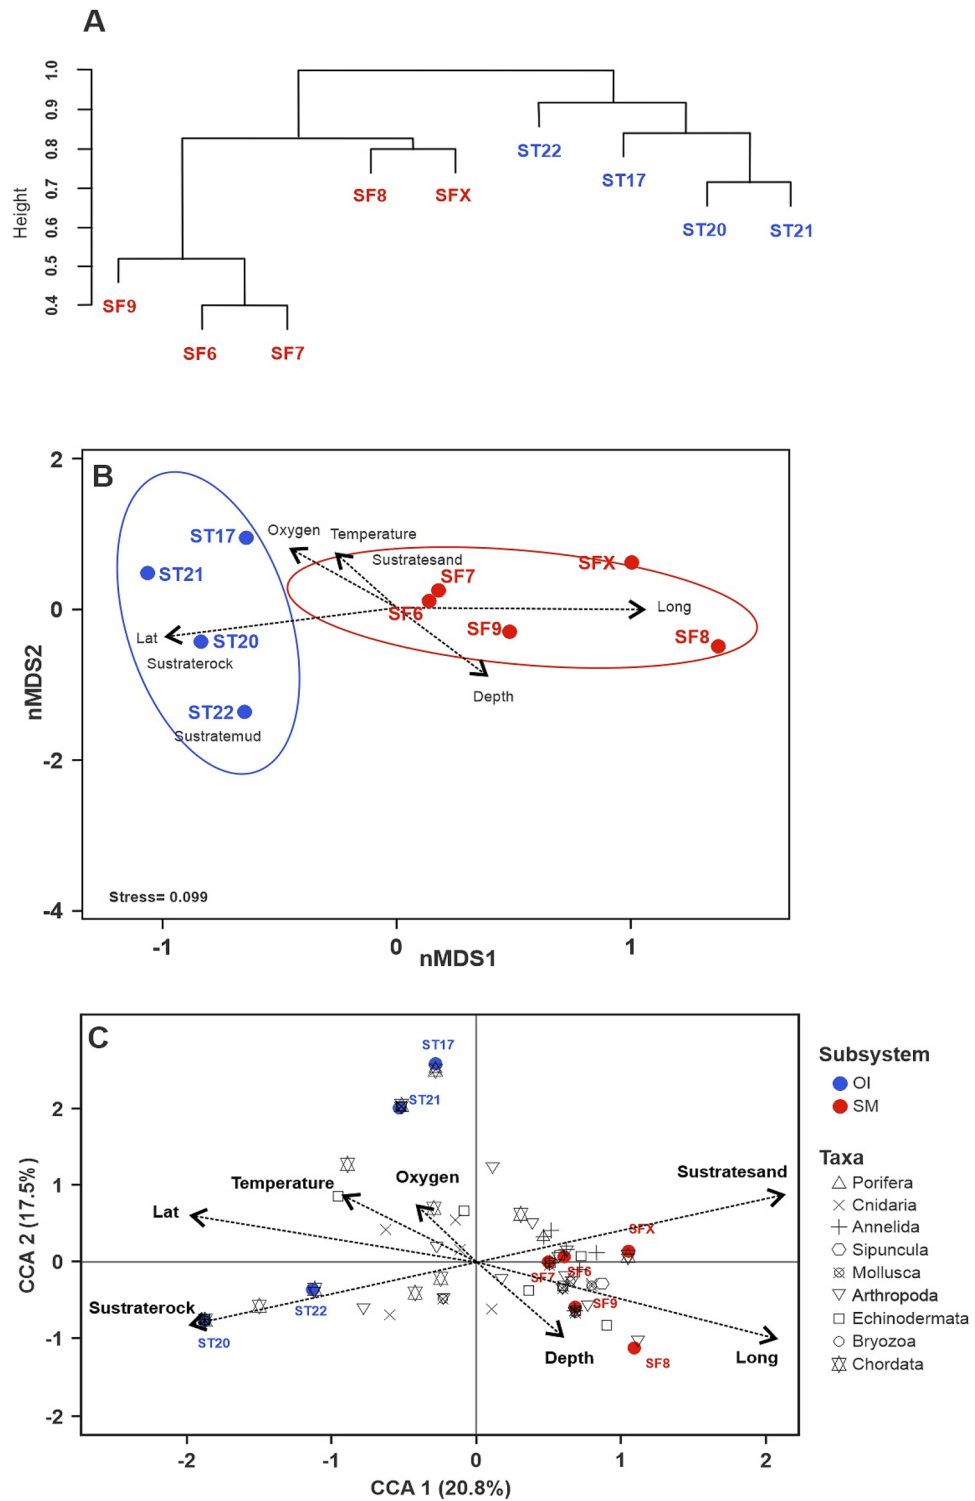 A
Height
1.0
0.9
0.8
0.7
0.6
0.5
0.4
ST22
ST17
SF8 SFX
ST20 ST21
SF9
SF6 SF7
B
nMDS2
2
0
-2
-4
ST17
Oxygen
Temperature
Sustratesand
SFX
ST21
SF7
SF6
Long
SF9
SF8
Lat
ST20
Sustraterock
Depth
ST22
Sustratemud
Stress= 0.099
-1 0 1
nMDS1
C
CCA 2 (17.5%)
2
1
0
-1
-2
ST17
ST21
Temperature
Oxygen
Sustratesand
Lat
SFX
SF7 SF6
SF9
Sustraterock
ST22
ST20
Depth
Long
SF8
-2 -1 0 1 2
CCA 1 (20.8%)
Subsystem
OI
SM
Taxa
Porifera
Cnidaria
Annelida
Sipuncula
Mollusca
Arthropoda
Echinodermata
Bryozoa
Chordata